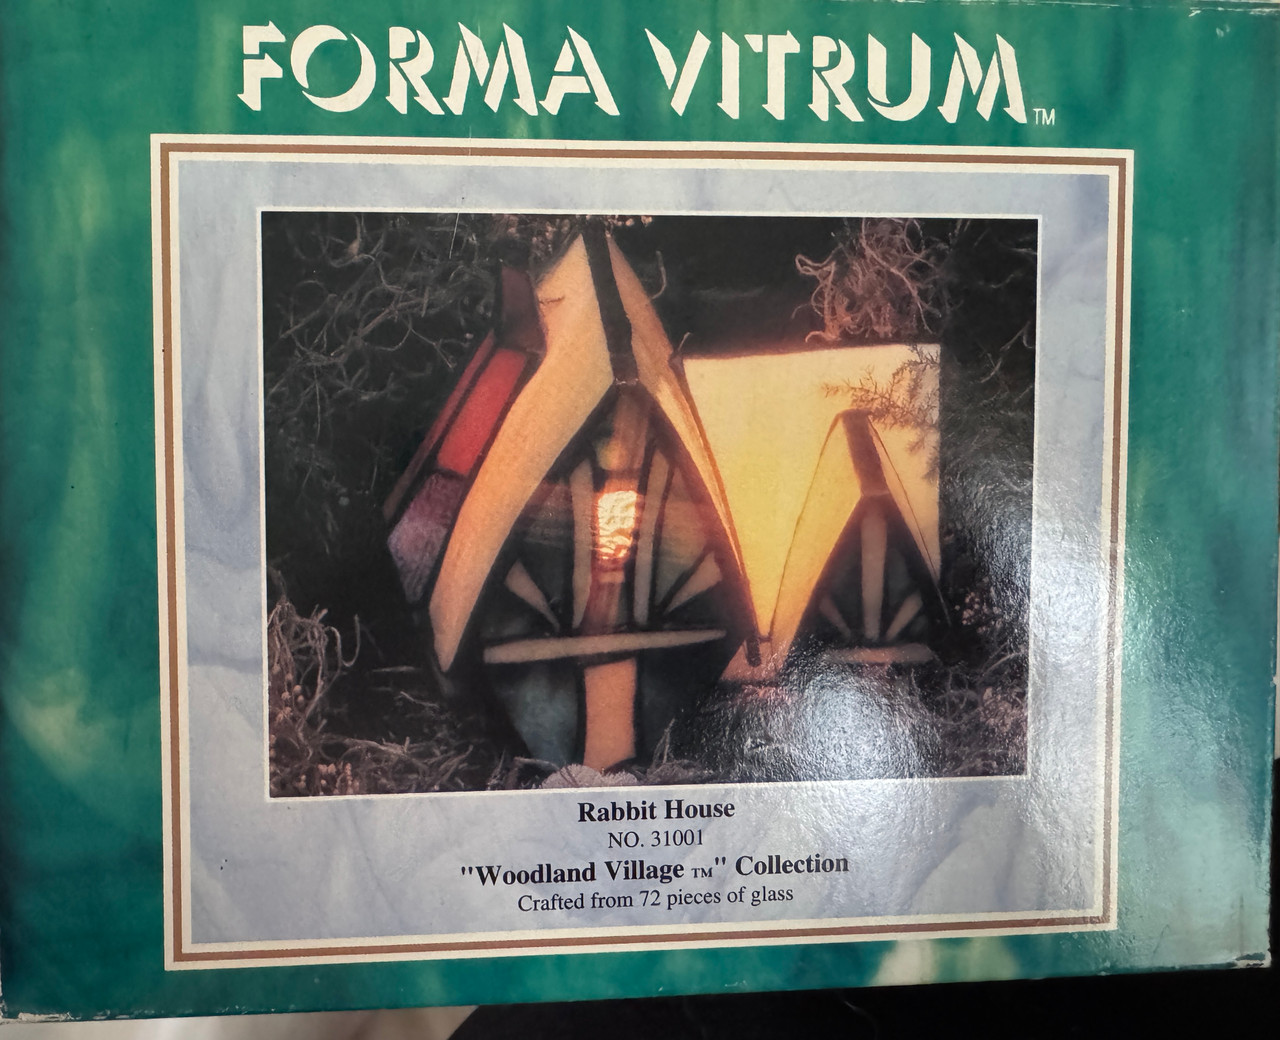 FORMA VITRUM™
Rabbit House
NO. 31001
"Woodland Village ™" Collection
Crafted from 72 pieces of glass